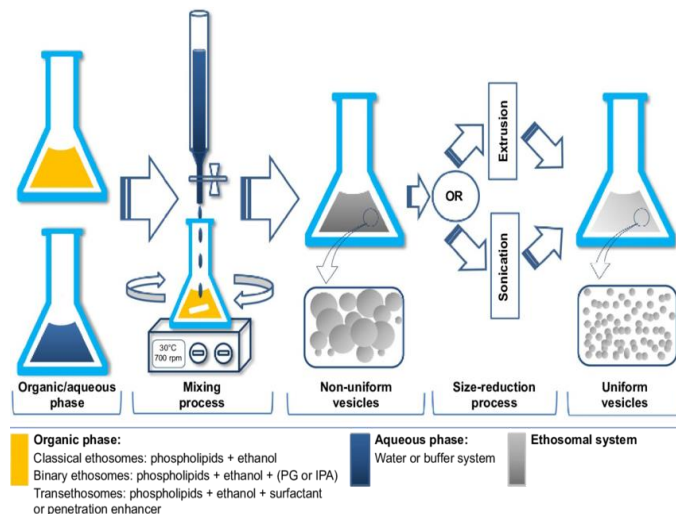 Extrusion
OR
Sonication
30°C
700 rpm
Organic/aqueous
phase
Mixing
process
Non-uniform
vesicles
Size-reduction
process
Uniform
vesicles
Organic phase:
Classical ethosomes: phospholipids + ethanol
Binary ethosomes: phospholipids + ethanol + (PG or IPA)
Transethosomes: phospholipids + ethanol + surfactant
or penetration enhancer
Aqueous phase:
Water or buffer system
Ethosomal system